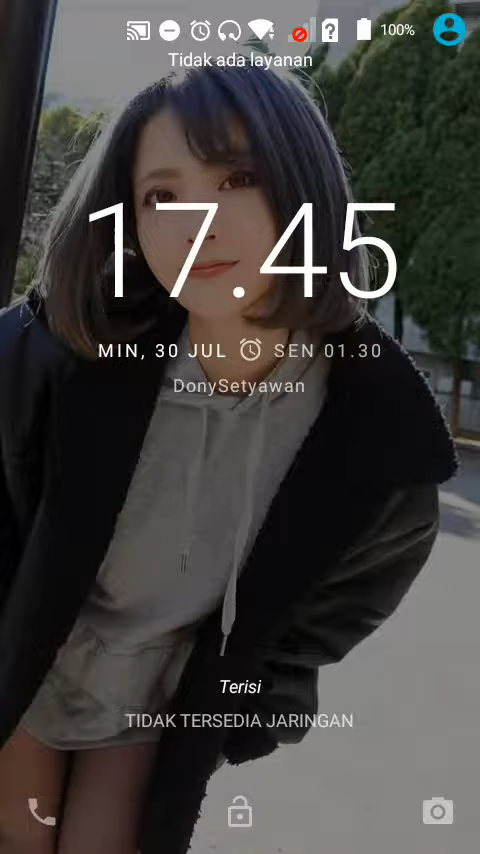 100%
Tidak ada layanan
17.45
MIN, 30 JUL SEN 01.30
DonySetyawan
Terisi
TIDAK TERSEDIA JARINGAN